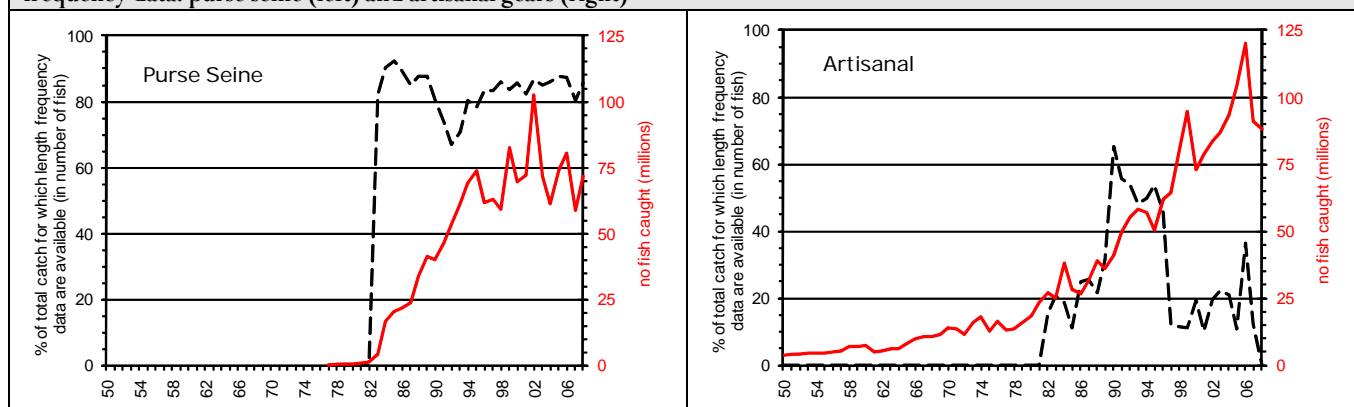 frequency data: purse seine (left) and artisanal gears (right)
Purse Seine
% of total catch for which length frequency
data are available (in number of fish)
100
80
60
40
20
0
125
100
75
50
25
0
no fish caught (millions)
50 54 58 62 66 70 74 78 82 86 90 94 98 02 06
Artisanal
% of total catch for which length frequency
data are available (in number of fish)
100
80
60
40
20
0
125
100
75
50
25
0
no fish caught (millions)
50 54 58 62 66 70 74 78 82 86 90 94 98 02 06